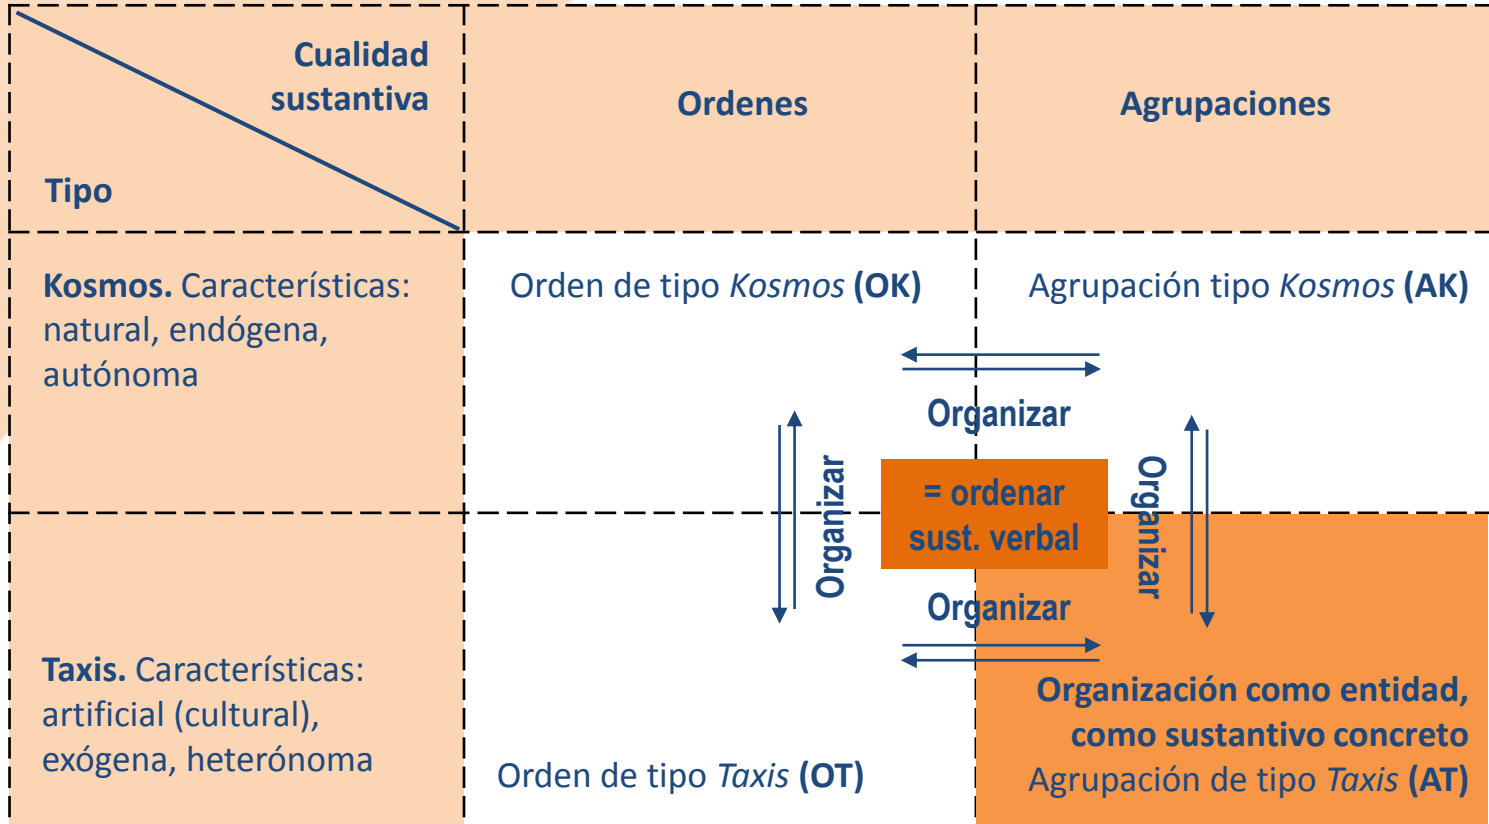 Cualidad
sustantiva
Tipo
Ordenes
Agrupaciones
Kosmos. Características:
natural, endógena,
autónoma
Orden de tipo Kosmos (OK)
Agrupación tipo Kosmos (AK)
Organizar
Organizar
= ordenar
sust. verbal
Organizar
Organizar
Taxis. Características:
artificial (cultural),
exógena, heterónoma
Orden de tipo Taxis (OT)
Organización como entidad,
como sustantivo concreto
Agrupación de tipo Taxis (AT)